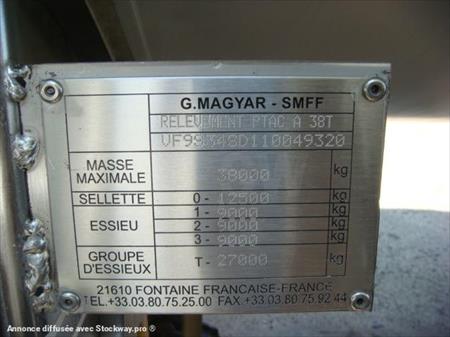 G.MAGYAR - SMFF
RELEVEMENT PTAC A 38T
VF9S348D110049320
MASSE MAXIMALE 38000 kg
SELLETTE 0- 12500 kg
ESSIEU 1- 9000 kg
2- 9000 kg
3- 9000 kg
GROUPE D'ESSIEUX T- 27000 kg
21610 FONTAINE FRANCAISE-FRANCE
TEL.+33.03.80.75.25.00 FAX.+33.03.80.75.92 44
Annonce diffusée avec Stockway.pro ®